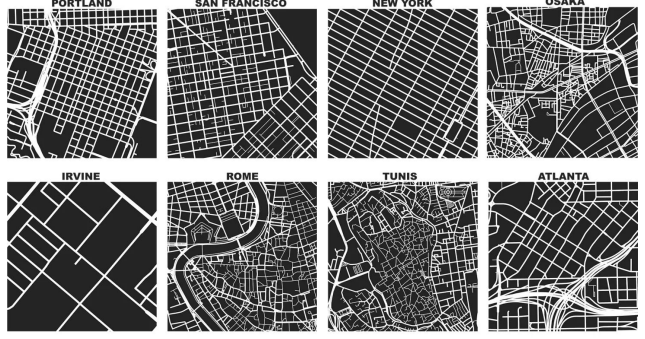 PORTLAND
SAN FRANCISCO
NEW YORK
OSAKA
IRVINE
ROME
TUNIS
ATLANTA